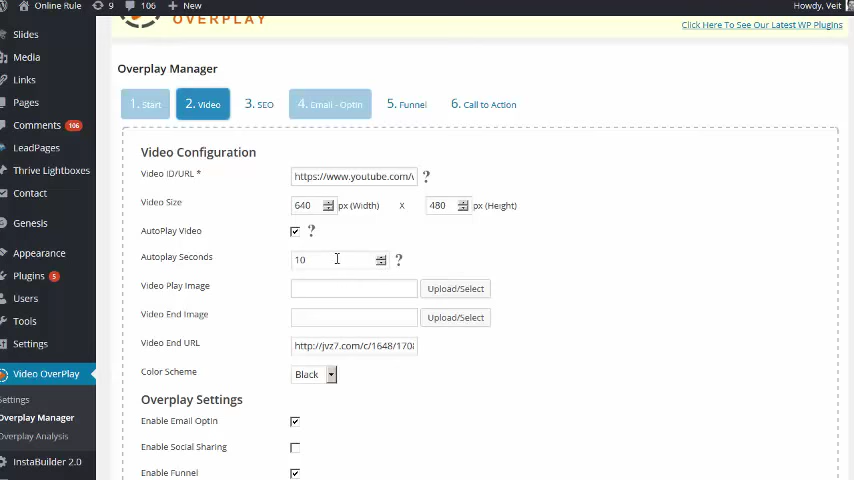 Online Rule 9 106 New Howdy, Veit
OVERPLAY
Click Here To See Our Latest WP Plugins
Slides
Media
Links
Pages
Comments 106
LeadPages
Thrive Lightboxes
Contact
Genesis
Appearance
Plugins 5
Users
Tools
Settings
Video OverPlay
Settings
Overplay Manager
Overplay Analysis
InstaBuilder 2.0
Overplay Manager
1. Start 2. Video 3. SEO 4. Email - Optin 5. Funnel 6. Call to Action
Video Configuration
Video ID/URL * https://www.youtube.com/ ?
Video Size 640 px (Width) X 480 px (Height)
AutoPlay Video ?
Autoplay Seconds 10 ?
Video Play Image Upload/Select
Video End Image Upload/Select
Video End URL http://jvz7.com/c/1648/170
Color Scheme Black
Overplay Settings
Enable Email Optin
Enable Social Sharing
Enable Funnel